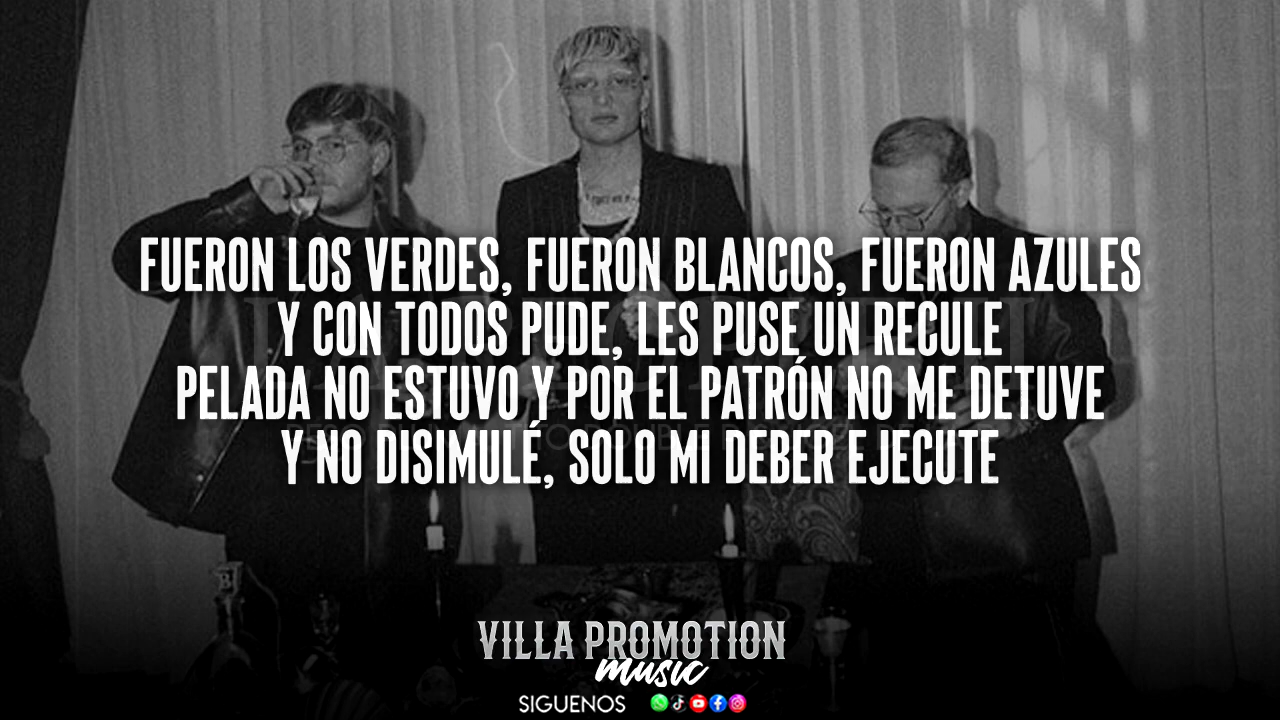 FUERON LOS VERDES, FUERON BLANCOS, FUERON AZULES
Y CON TODOS PUDE, LES PUSE UN RECULE
PELADA NO ESTUVO Y POR EL PATRÓN NO ME DETUVE
Y NO DISIMULÉ, SOLO MI DEBER EJECUTE
VILLA PROMOTION
music
SIGUENOS